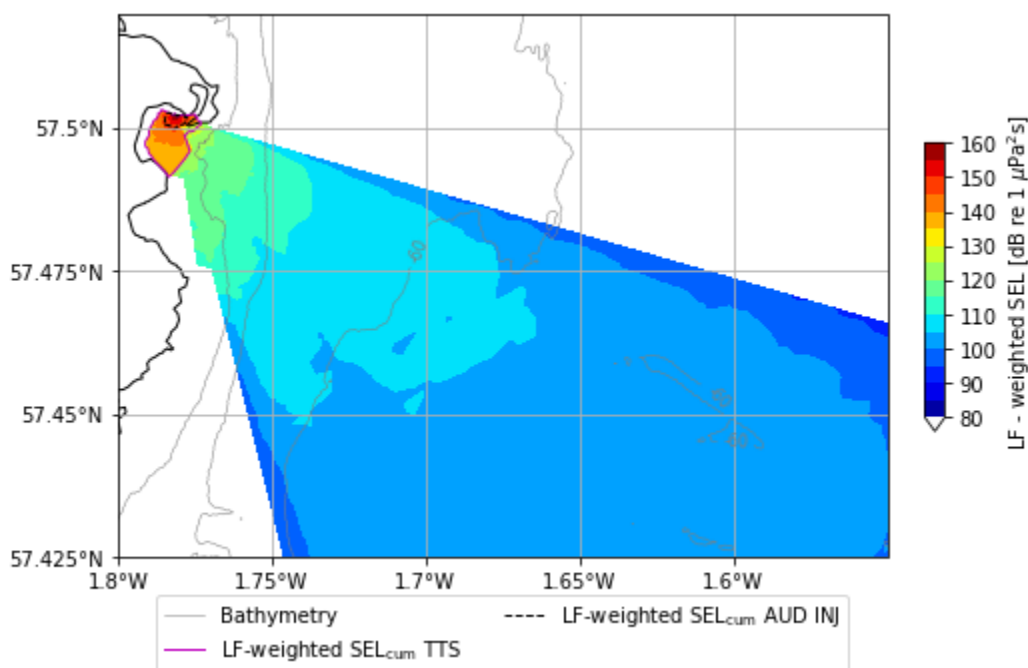 57.5°N
57.475°N
57.45°N
57.425°N
1.8°W
1.75°W
1.7°W
1.65°W
1.6°W
60
60
160
150
140
130
120
110
100
90
80
LF - weighted SEL [dB re 1 μPa²s]
Bathymetry
LF-weighted SELcum TTS
LF-weighted SELcum AUD INJ